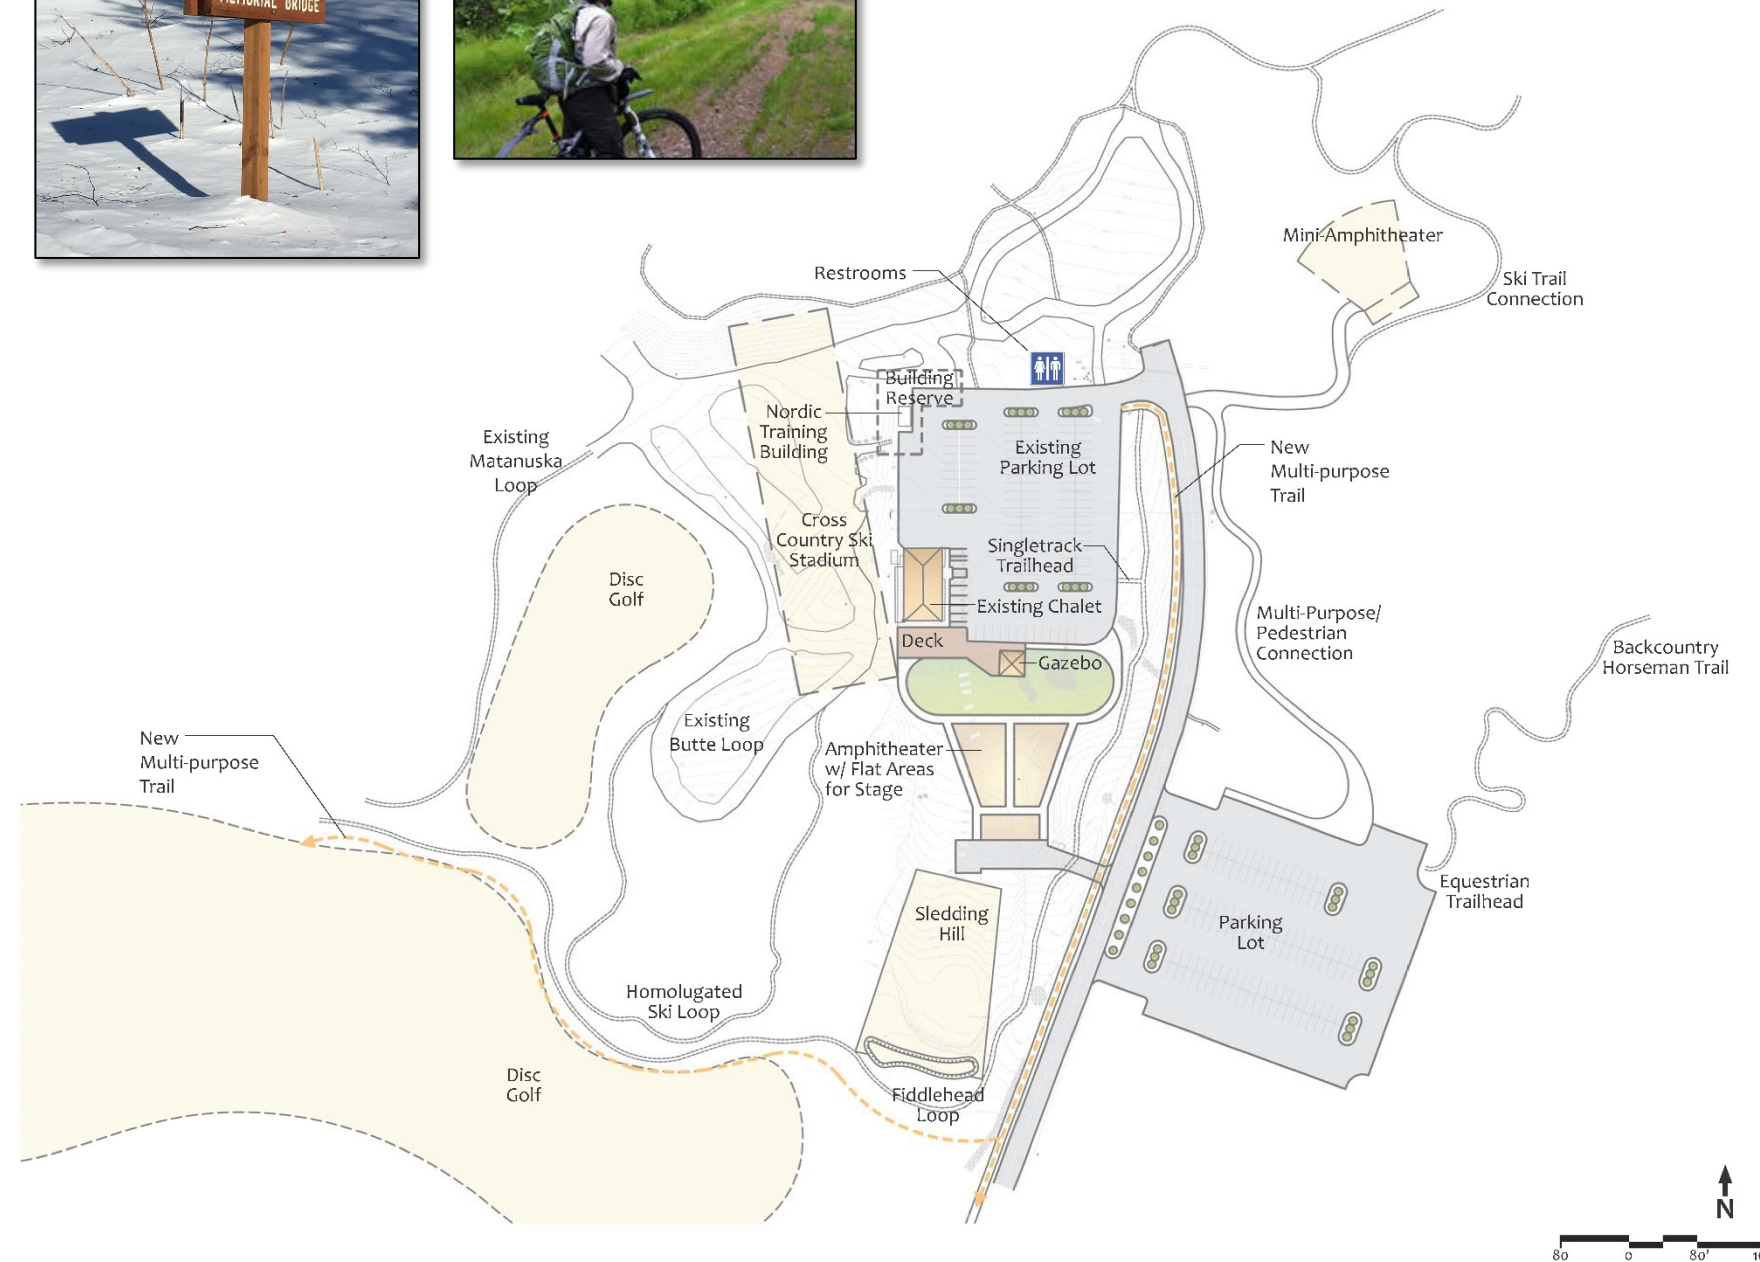 MEMORIAL BRIDGE
Restrooms
Mini-Amphitheater
Ski Trail
Connection
Building
Reserve
Nordic
Training
Building
Existing
Parking Lot
New
Multi-purpose
Trail
Existing
Matanuska
Loop
Cross
Country Ski
Stadium
Singletrack
Trailhead
Disc
Golf
Existing Chalet
Multi-Purpose/
Pedestrian
Connection
Deck
Gazebo
Backcountry
Horseman Trail
Existing
Butte Loop
New
Multi-purpose
Trail
Amphitheater
w/ Flat Areas
for Stage
Equestrian
Trailhead
Sledding
Hill
Parking
Lot
Homolugated
Ski Loop
Disc
Golf
Fiddlehead
Loop
N
80 0 80'